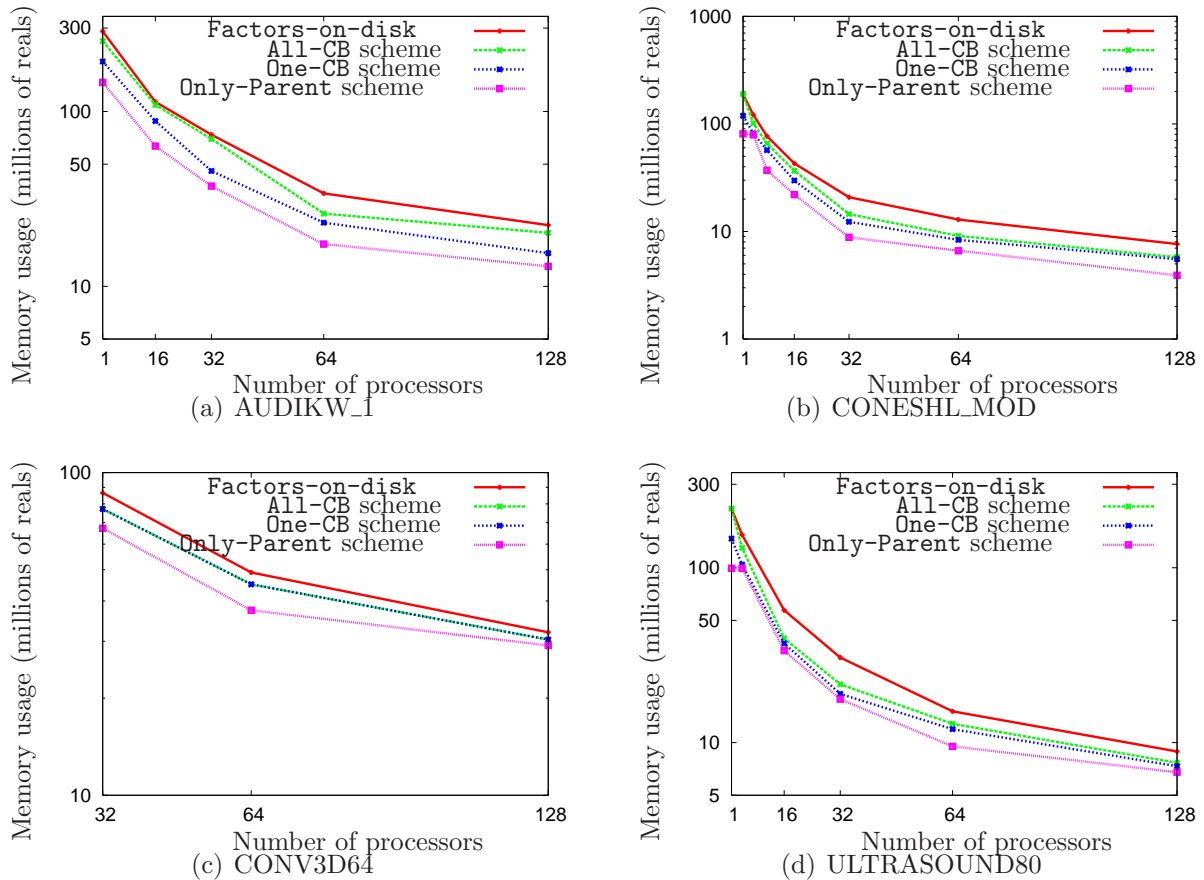 Memory usage (millions of reals)
300
100
50
10
5
1 16 32 64 128
Number of processors
Factors-on-disk
All-CB scheme
One-CB scheme
Only-Parent scheme
(a) AUDIKW_1
Memory usage (millions of reals)
1000
100
10
1
1 16 32 64 128
Number of processors
Factors-on-disk
All-CB scheme
One-CB scheme
Only-Parent scheme
(b) CONESHL_MOD
Memory usage (millions of reals)
100
10
32 64 128
Number of processors
Factors-on-disk
All-CB scheme
One-CB scheme
Only-Parent scheme
(c) CONV3D64
Memory usage (millions of reals)
300
100
50
10
5
1 16 32 64 128
Number of processors
Factors-on-disk
All-CB scheme
One-CB scheme
Only-Parent scheme
(d) ULTRASOUND80